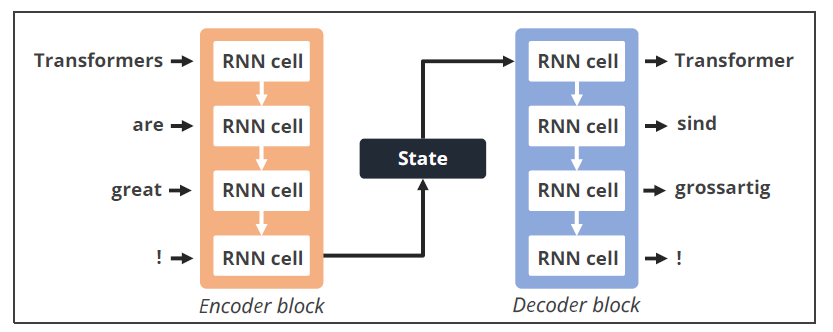 Transformers
RNN cell
RNN cell
Transformer
are
RNN cell
RNN cell
sind
State
great
RNN cell
RNN cell
grossartig
!
RNN cell
RNN cell
!
Encoder block
Decoder block